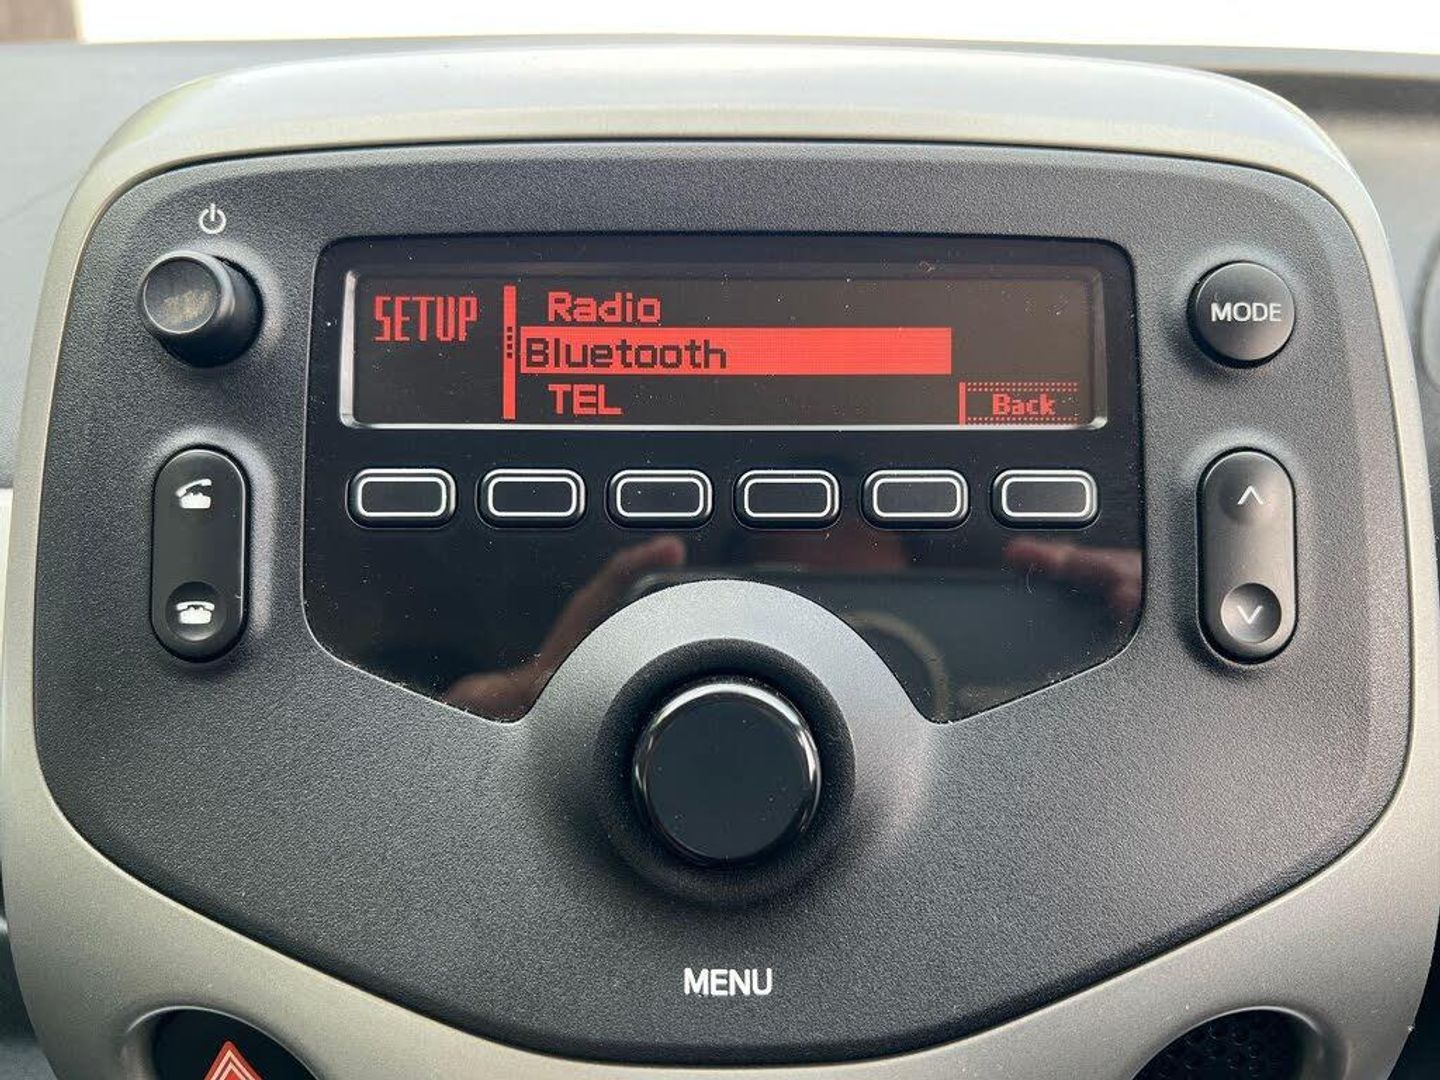 SETUP
Radio
Bluetooth
TEL
Back
MODE
MENU